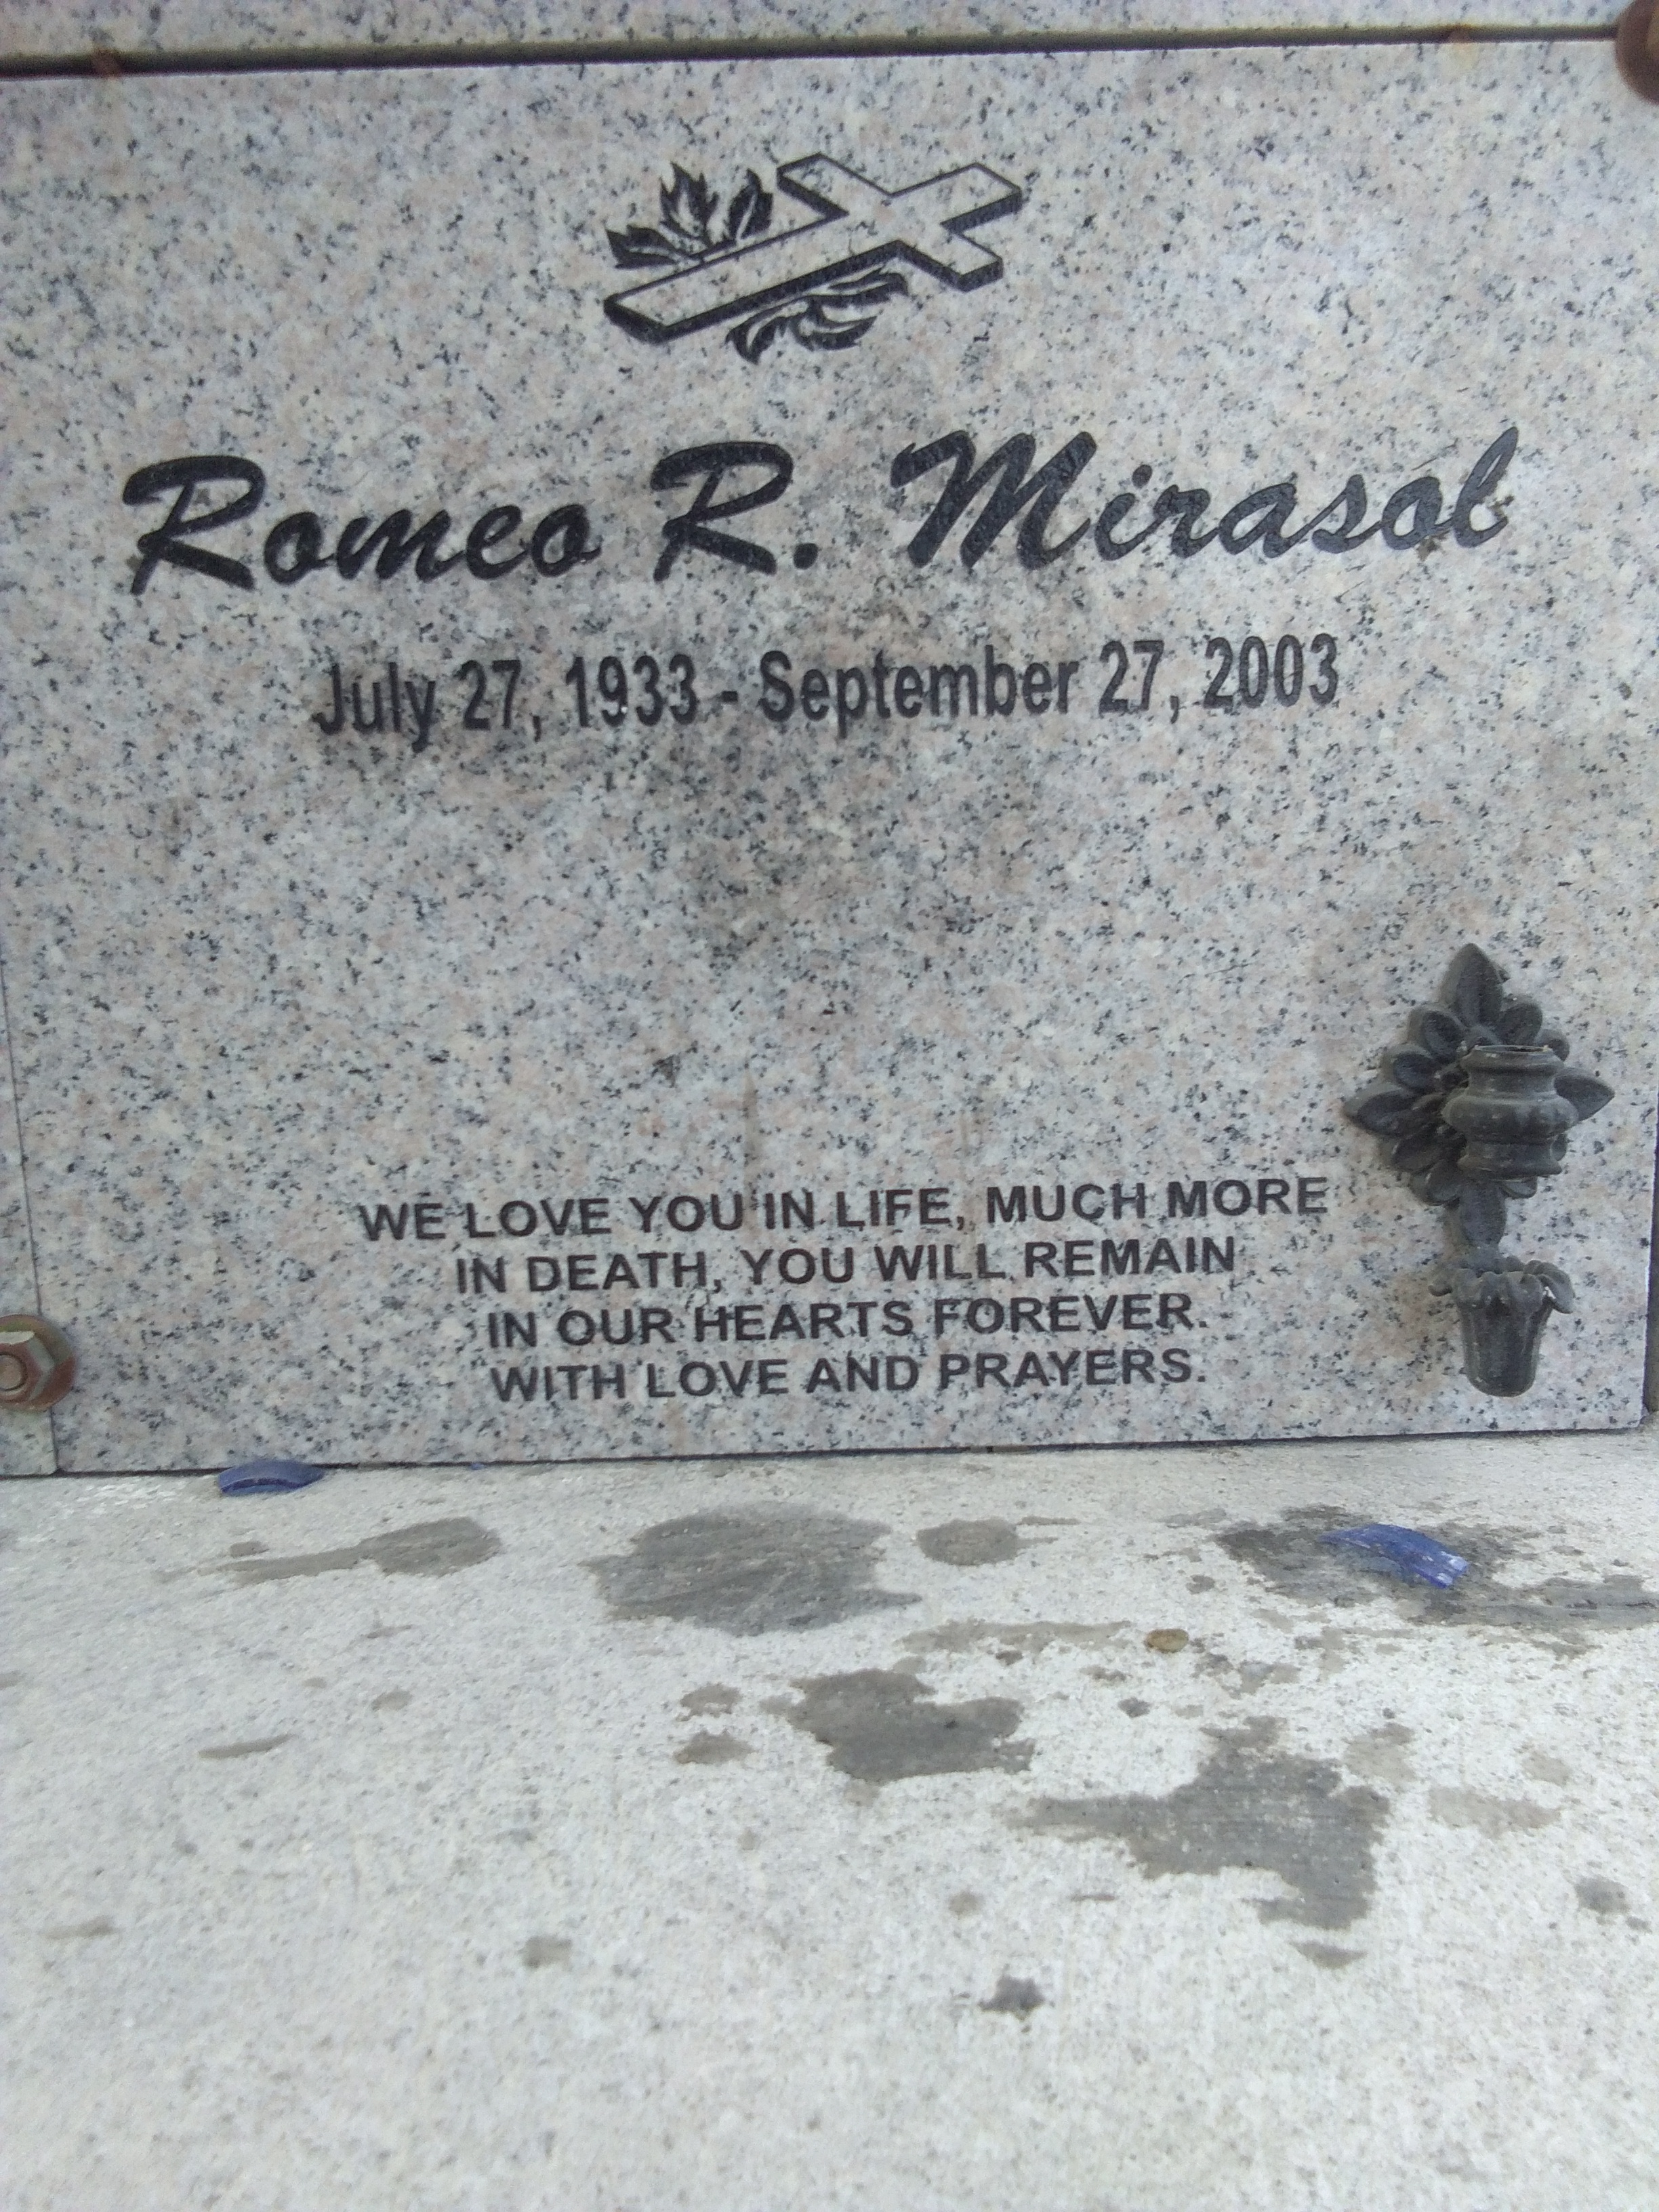 Romeo R. Mirasol
July 27, 1933 - September 27, 2003
WE LOVE YOU IN LIFE, MUCH MORE
IN DEATH, YOU WILL REMAIN
IN OUR HEARTS FOREVER.
WITH LOVE AND PRAYERS.